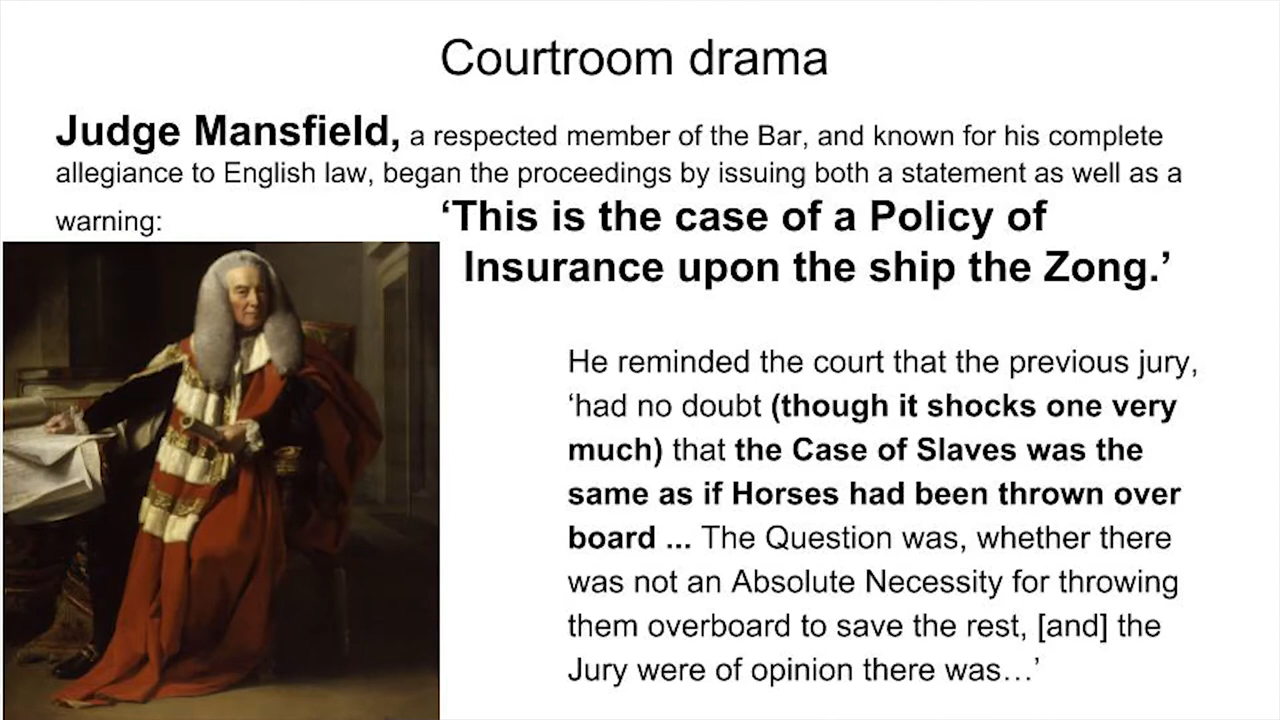 Courtroom drama
Judge Mansfield, a respected member of the Bar, and known for his complete
allegiance to English law, began the proceedings by issuing both a statement as well as a
warning: ‘This is the case of a Policy of
Insurance upon the ship the Zong.’
He reminded the court that the previous jury,
‘had no doubt (though it shocks one very
much) that the Case of Slaves was the
same as if Horses had been thrown over
board ... The Question was, whether there
was not an Absolute Necessity for throwing
them overboard to save the rest, [and] the
Jury were of opinion there was…’